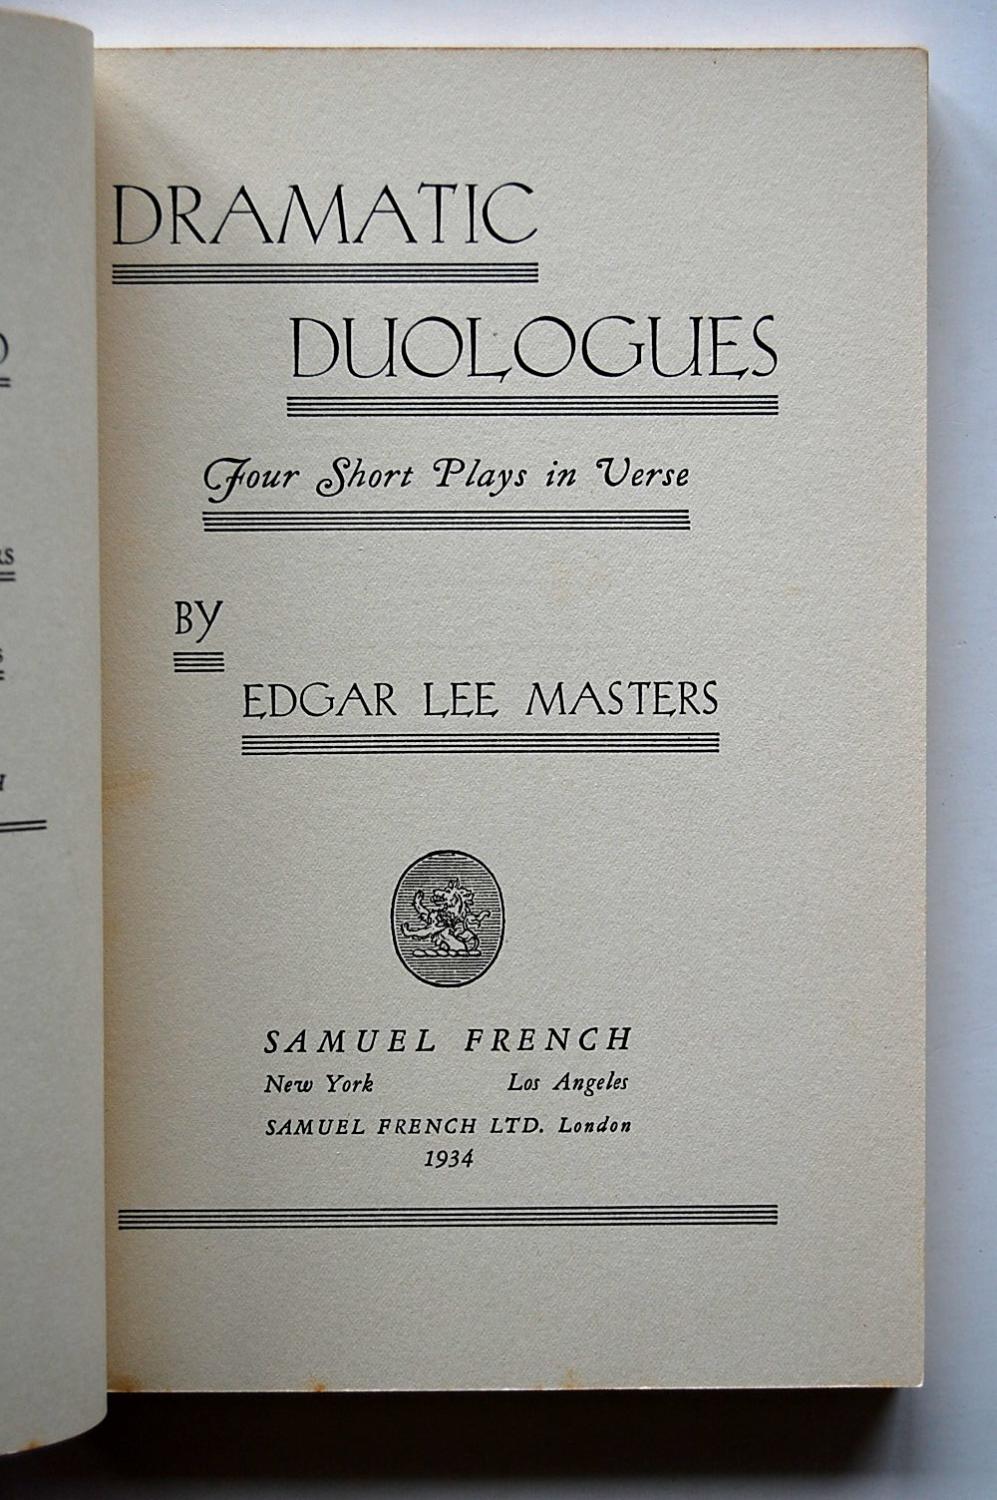 DRAMATIC
DUOLOGUES
Four Short Plays in Verse
BY
EDGAR LEE MASTERS
SAMUEL FRENCH
New York Los Angeles
SAMUEL FRENCH LTD. London
1934